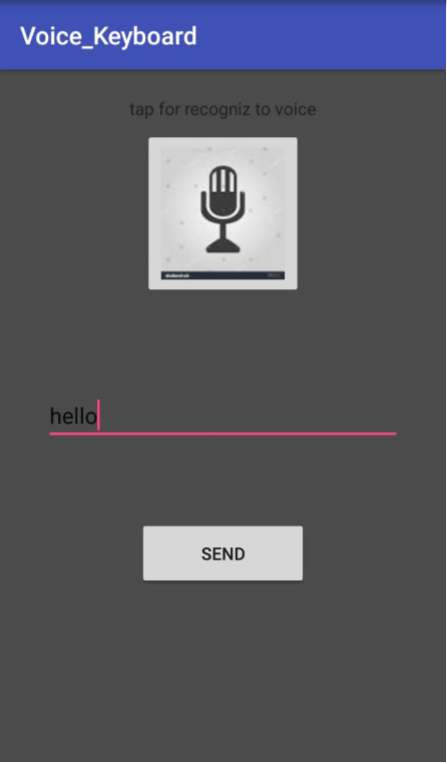 Voice_Keyboard
tap for recogniz to voice
hello
SEND